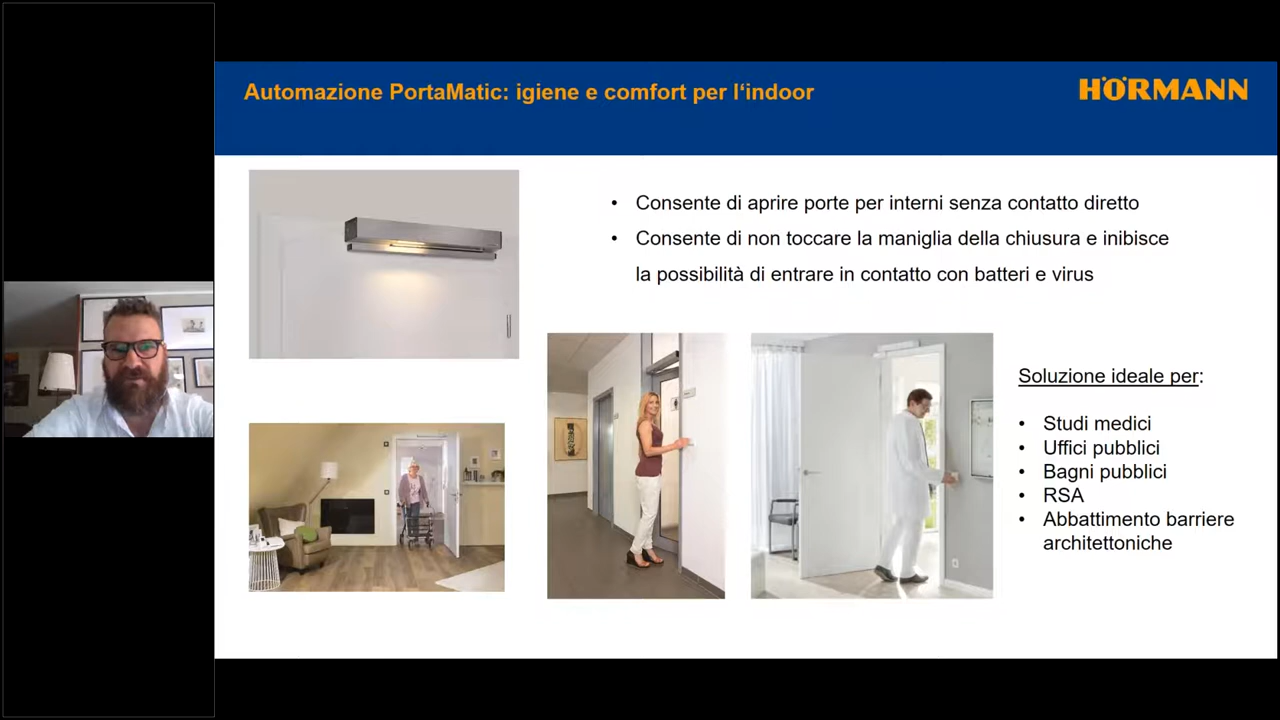 Automazione PortaMatic: igiene e comfort per l‘indoor
HÖRMANN
• Consente di aprire porte per interni senza contatto diretto
• Consente di non toccare la maniglia della chiusura e inibisce
la possibilità di entrare in contatto con batteri e virus
Soluzione ideale per:
• Studi medici
• Uffici pubblici
• Bagni pubblici
• RSA
• Abbattimento barriere
architettoniche